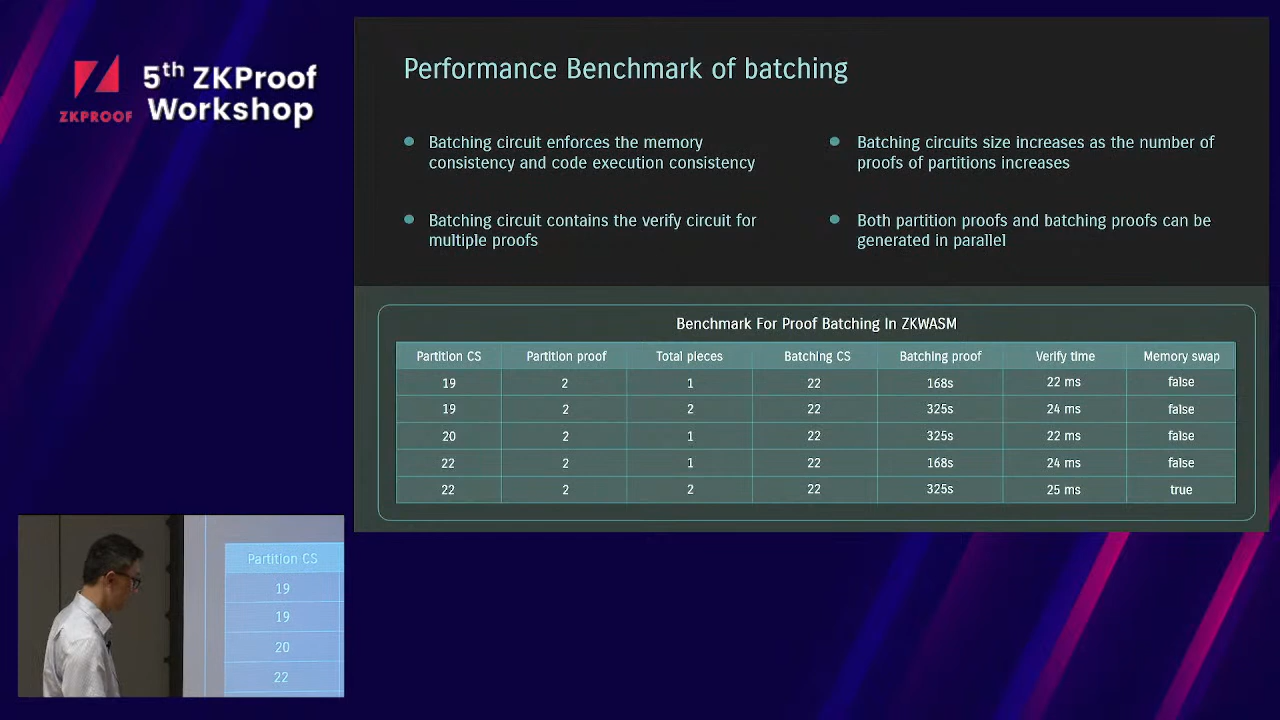 5th ZKProof
Workshop
ZKPROOF
Performance Benchmark of batching
Batching circuit enforces the memory
consistency and code execution consistency
Batching circuit contains the verify circuit for
multiple proofs
Batching circuits size increases as the number of
proofs of partitions increases
Both partition proofs and batching proofs can be
generated in parallel
Benchmark For Proof Batching In ZKWASM
Partition CS Partition proof Total pieces Batching CS Batching proof Verify time Memory swap
19 2 1 22 168s 22 ms false
19 2 2 22 325s 24 ms false
20 2 1 22 325s 22 ms false
22 2 1 22 168s 24 ms false
22 2 2 22 325s 25 ms true
Partition CS
19
19
20
22